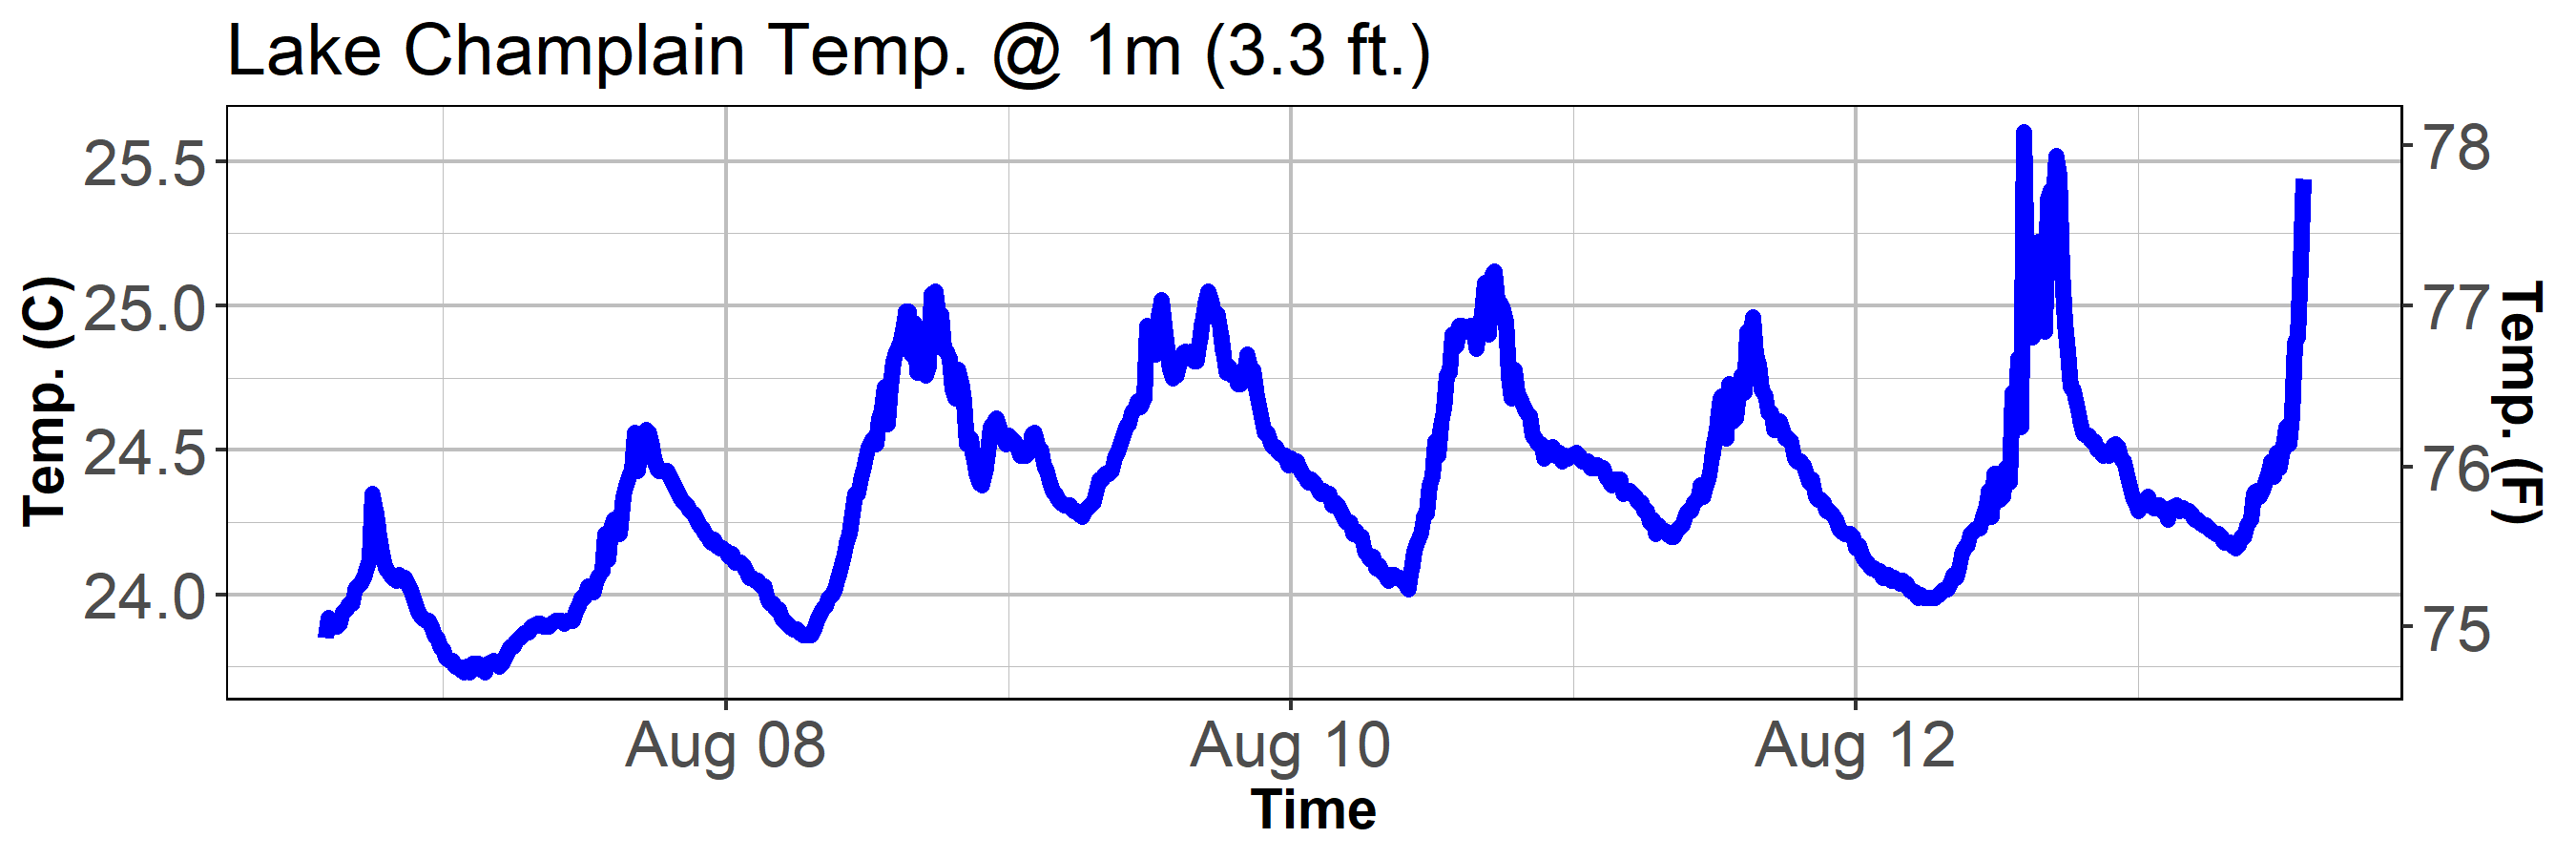 Lake Champlain Temp. @ 1m (3.3 ft.)
Temp. (C)
25.5
25.0
24.5
24.0
78
77
76
75
Temp. (F)
Aug 08
Aug 10
Aug 12
Time